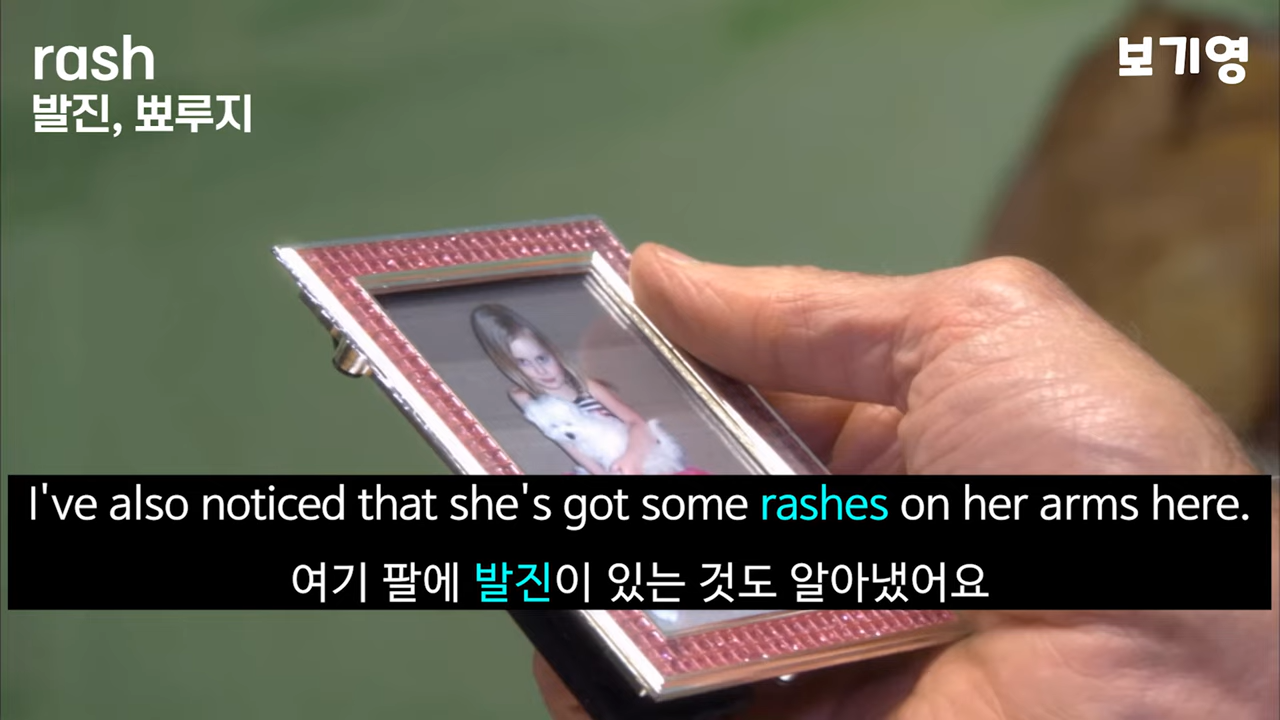 rash
발진, 뾰루지
보기영
I've also noticed that she's got some rashes on her arms here.
여기 팔에 발진이 있는 것도 알아냈어요